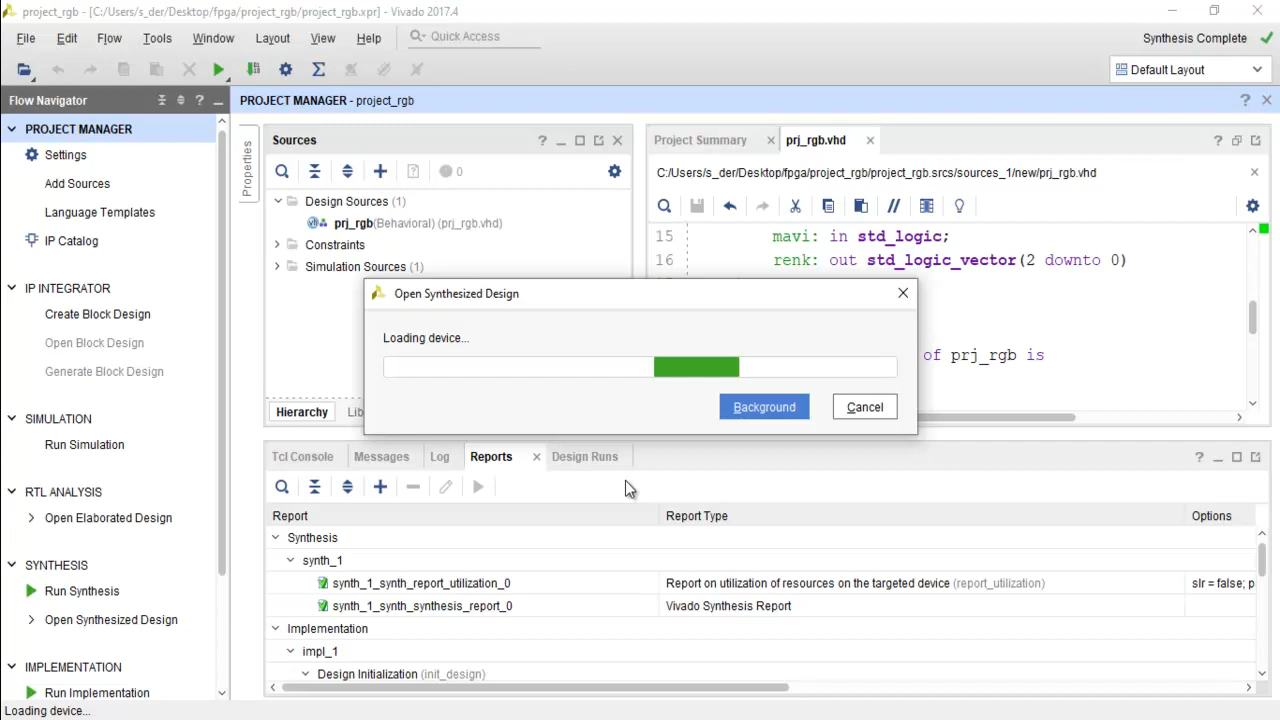 project_rgb - [C:/Users/s_der/Desktop/fpga/project_rgb/project_rgb.xpr] - Vivado 2017.4
File Edit Flow Tools Window Layout View Help Quick Access Synthesis Complete
Default Layout
Flow Navigator
PROJECT MANAGER - project_rgb
PROJECT MANAGER
Settings
Add Sources
Language Templates
IP Catalog
IP INTEGRATOR
Create Block Design
Open Block Design
Generate Block Design
SIMULATION
Run Simulation
RTL ANALYSIS
Open Elaborated Design
SYNTHESIS
Run Synthesis
Open Synthesized Design
IMPLEMENTATION
Run Implementation
Loading device...
Properties
Sources
0
Design Sources (1)
prj_rgb(Behavioral) (prj_rgb.vhd)
Constraints
Simulation Sources (1)
Hierarchy Lib
Project Summary prj_rgb.vhd
C:/Users/s_der/Desktop/fpga/project_rgb/project_rgb.srcs/sources_1/new/prj_rgb.vhd
15 mavi: in std_logic;
16 renk: out std_logic_vector(2 downto 0)
of prj_rgb is
Open Synthesized Design
Loading device...
Background Cancel
Tcl Console Messages Log Reports Design Runs
Report Report Type Options
Synthesis
synth_1
synth_1_synth_report_utilization_0 Report on utilization of resources on the targeted device (report_utilization) slr = false; p
synth_1_synth_synthesis_report_0 Vivado Synthesis Report
Implementation
impl_1
Design Initialization (init_design)